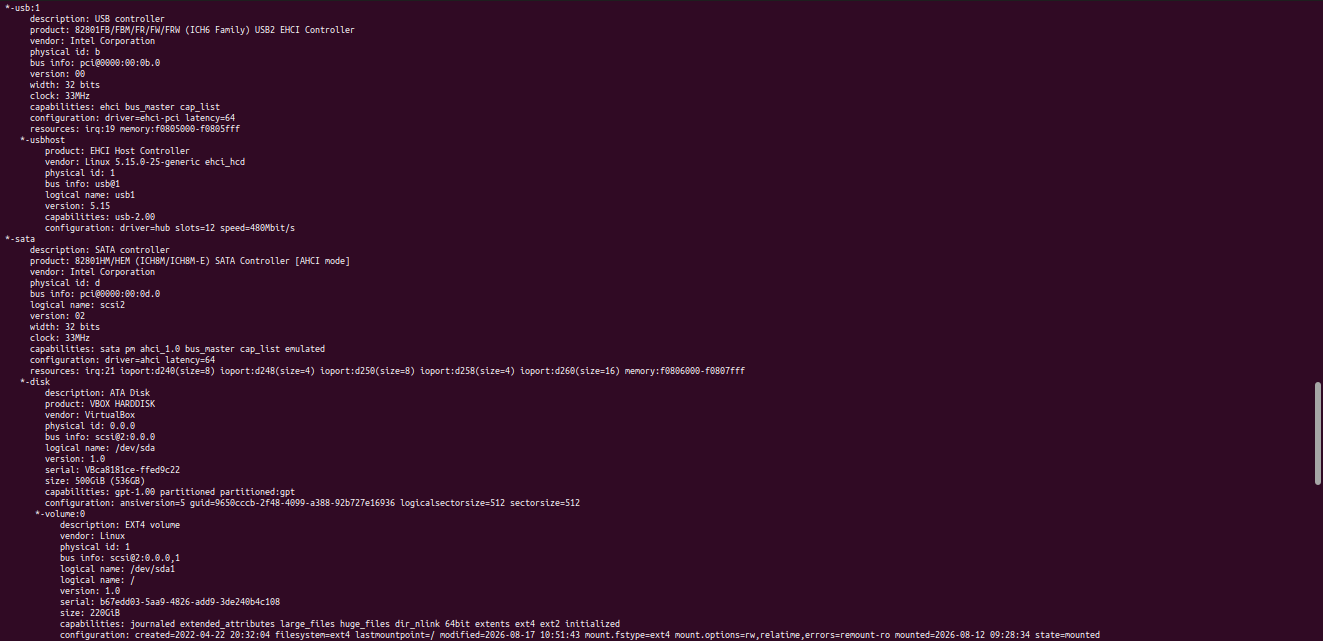 *-usb:1
description: USB controller
product: 82801FB/FBM/FR/FW/FRW (ICH6 Family) USB2 EHCI Controller
vendor: Intel Corporation
physical id: b
bus info: pci@0000:00:0b.0
version: 00
width: 32 bits
clock: 33MHz
capabilities: ehci bus_master cap_list
configuration: driver=ehci-pci latency=64
resources: irq:19 memory:f0805000-f0805fff
*-usbhost
product: EHCI Host Controller
vendor: Linux 5.15.0-25-generic ehci_hcd
physical id: 1
bus info: usb@1
logical name: usb1
version: 5.15
capabilities: usb-2.00
configuration: driver=hub slots=12 speed=480Mbit/s
*-sata
description: SATA controller
product: 82801HM/HEM (ICH8M/ICH8M-E) SATA Controller [AHCI mode]
vendor: Intel Corporation
physical id: d
bus info: pci@0000:00:0d.0
logical name: scsi2
version: 02
width: 32 bits
clock: 33MHz
capabilities: sata pm ahci_1.0 bus_master cap_list emulated
configuration: driver=ahci latency=64
resources: irq:21 ioport:d240(size=8) ioport:d248(size=4) ioport:d250(size=8) ioport:d258(size=4) ioport:d260(size=16) memory:f0806000-f0807fff
*-disk
description: ATA Disk
product: VBOX HARDDISK
vendor: VirtualBox
physical id: 0.0.0
bus info: scsi@2:0.0.0
logical name: /dev/sda
version: 1.0
serial: VBca8181ce-ffed9c22
size: 500GiB (536GB)
capabilities: gpt-1.00 partitioned partitioned:gpt
configuration: ansiversion=5 guid=9650cccb-2f48-4099-a388-92b727e16936 logicalsectorsize=512 sectorsize=512
*-volume:0
description: EXT4 volume
vendor: Linux
physical id: 1
bus info: scsi@2:0.0.0,1
logical name: /dev/sda1
logical name: /
version: 1.0
serial: b67edd03-5aa9-4826-add9-3de240b4c108
size: 220GiB
capabilities: journaled extended_attributes large_files huge_files dir_nlink 64bit extents ext4 ext2 initialized
configuration: created=2022-04-22 20:32:04 filesystem=ext4 lastmountpoint=/ modified=2026-08-17 10:51:43 mount.fstype=ext4 mount.options=rw,relatime,errors=remount-ro mounted=2026-08-12 09:28:34 state=mounted